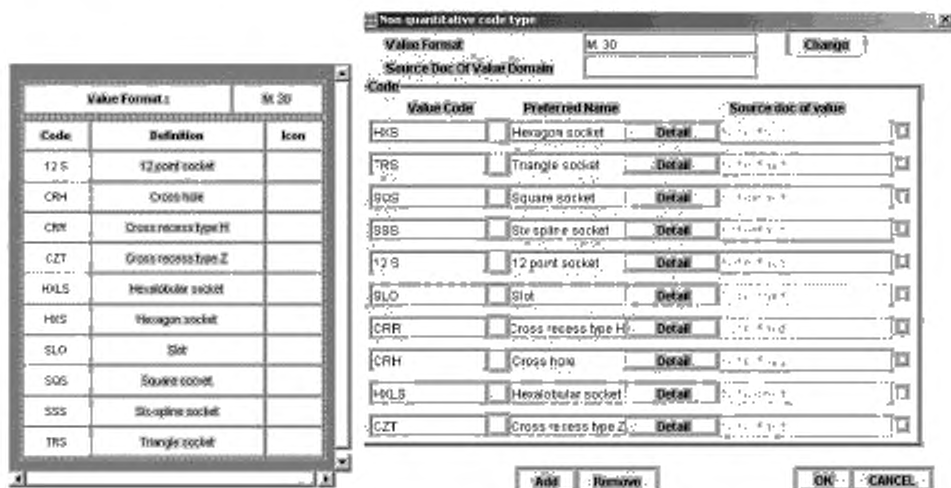 Value Format : M. 30
Code Definition Icon
12 S 12 point socket
CRH Cross hole
CRR Cross recess type H
CZT Cross recess type Z
HXLS Hexalobular socket
HXS Hexagon socket
SLO Slot
SQS Square socket
SSS Six-spline socket
TRS Triangle socket
Non quantitative code type
Value Format M. 30 Change
Source Doc Of Value Domain
Code
Value Code Preferred Name Source doc of value
HXS Hexagon socket Detail
TRS Triangle socket Detail
SQS Square socket Detail
SSS Six spline socket Detail
12 S 12 point socket Detail
SLO Slot Detail
CRR Cross recess type H Detail
CRH Cross hole Detail
HXLS Hexalobular socket Detail
CZT Cross recess type Z Detail
Add Remove OK CANCEL